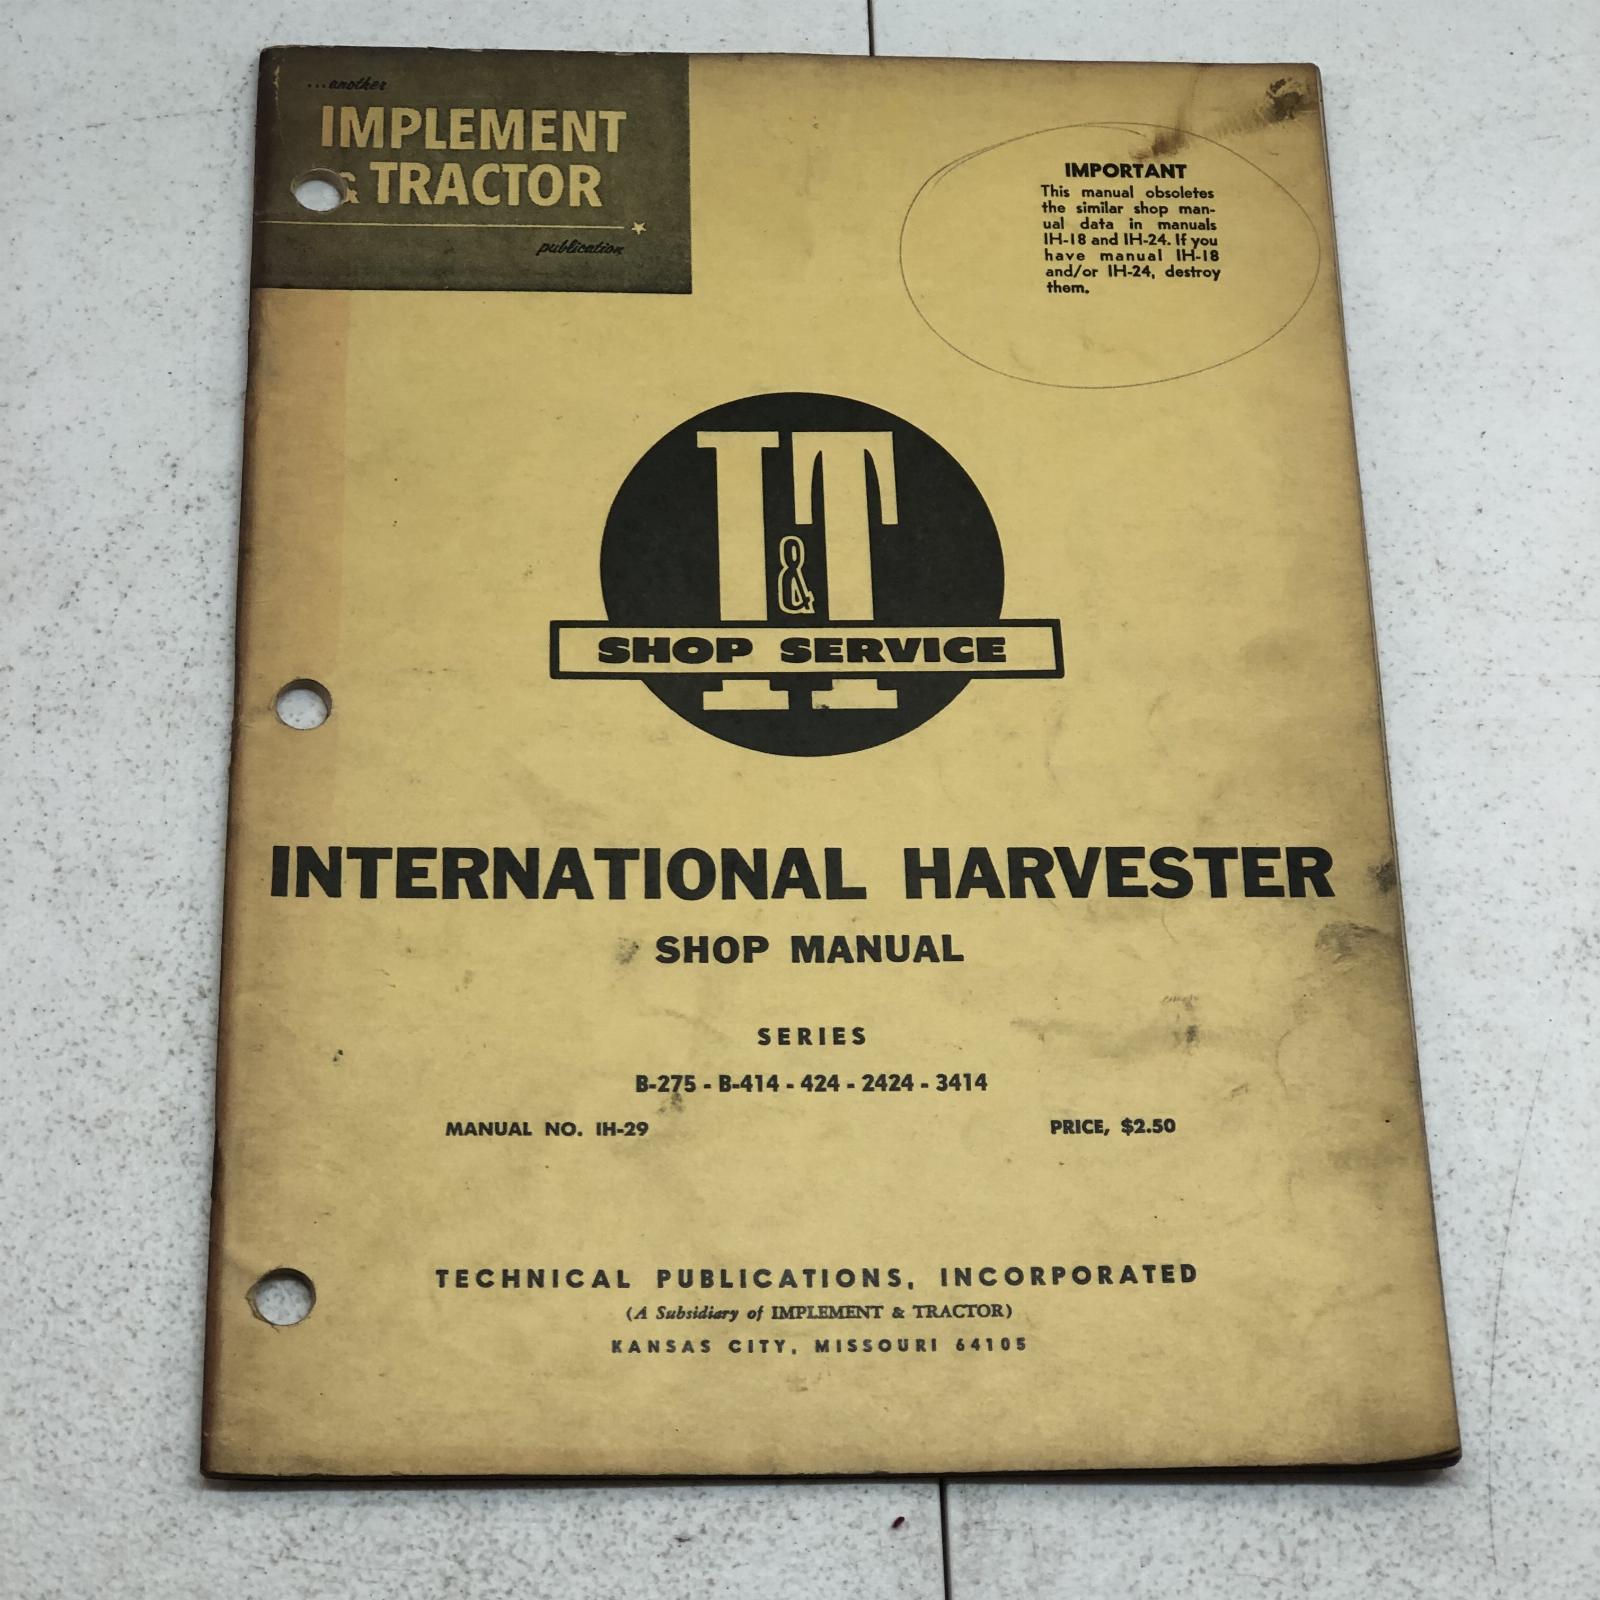 ...another
IMPLEMENT
& TRACTOR
publication
IMPORTANT
This manual obsoletes
the similar shop man-
ual data in manuals
IH-18 and IH-24. If you
have manual IH-18
and/or IH-24, destroy
them.
I&T
SHOP SERVICE
INTERNATIONAL HARVESTER
SHOP MANUAL
SERIES
B-275 - B-414 - 424 - 2424 - 3414
MANUAL NO. IH-29
PRICE, $2.50
TECHNICAL PUBLICATIONS, INCORPORATED
(A Subsidiary of IMPLEMENT & TRACTOR)
KANSAS CITY, MISSOURI 64105